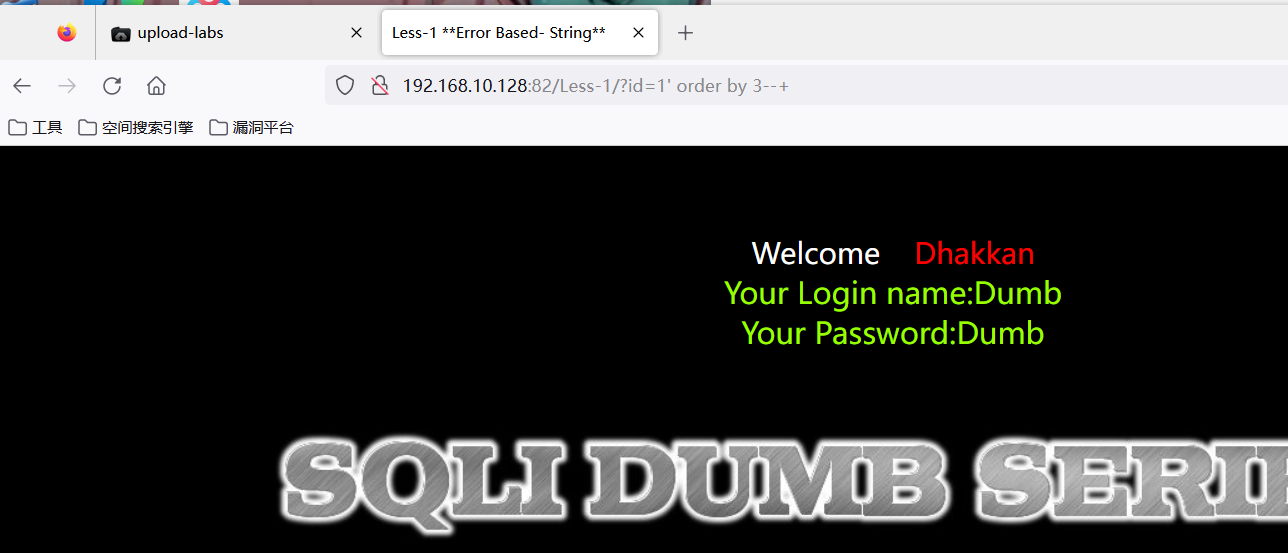 upload-labs
Less-1 **Error Based- String**
192.168.10.128:82/Less-1/?id=1' order by 3--+
工具 空间搜索引擎 漏洞平台
Welcome Dhakkan
Your Login name:Dumb
Your Password:Dumb
SQLI DUMB SERI